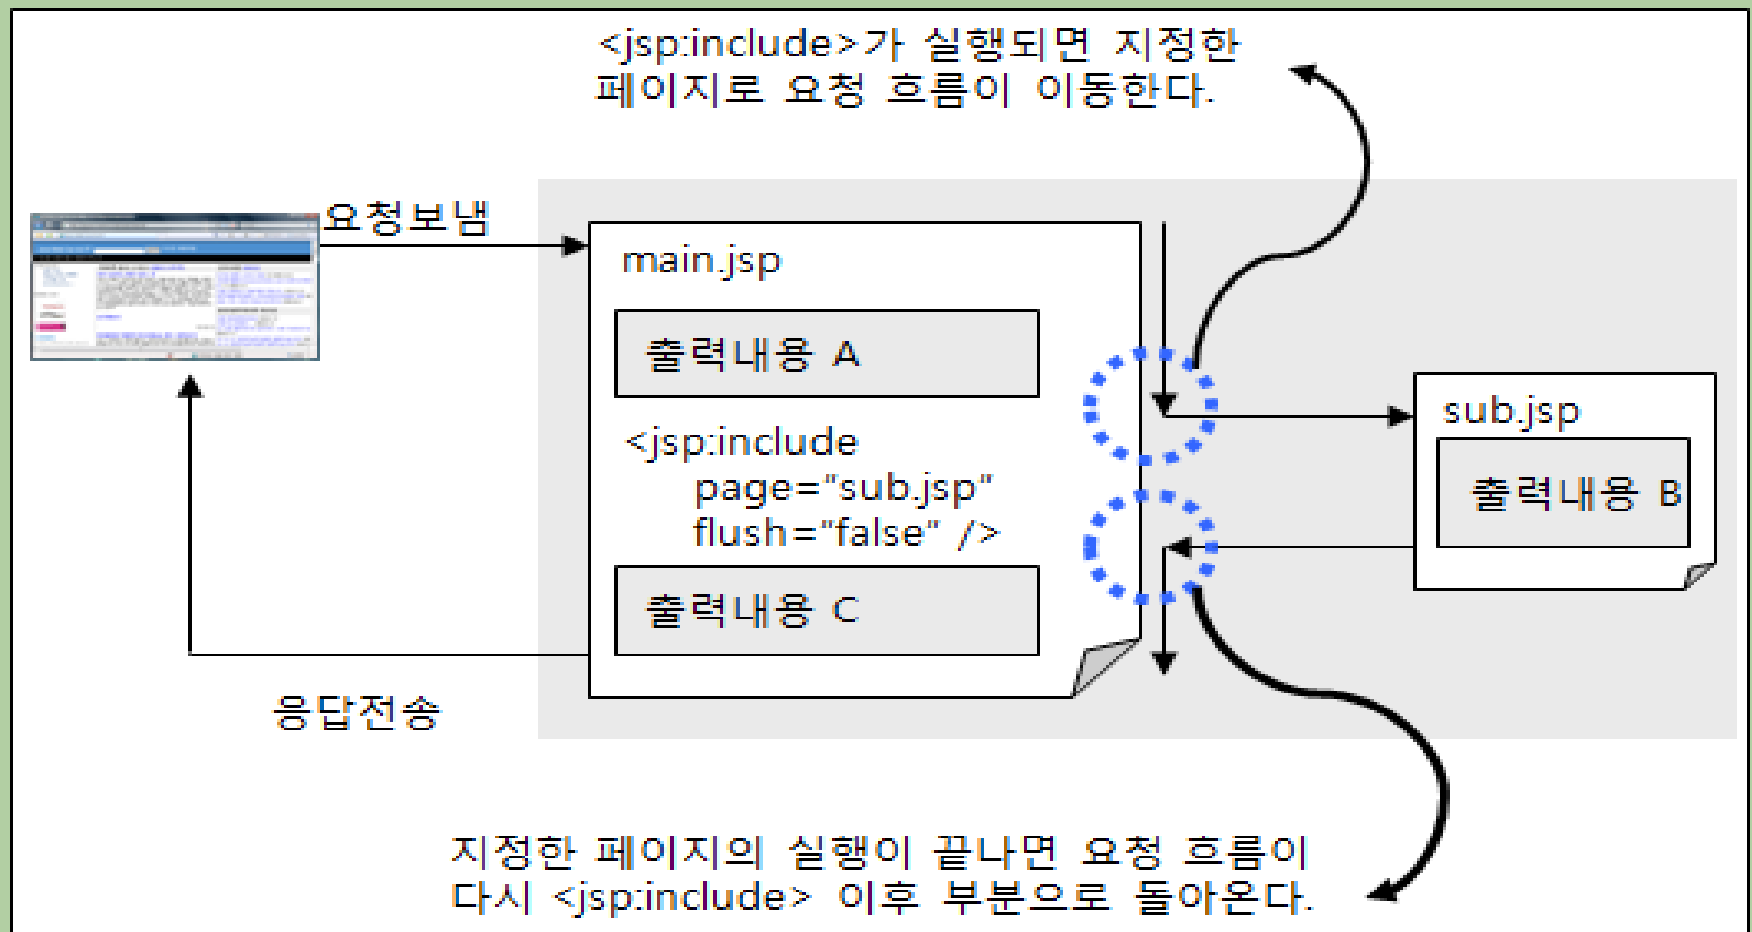 <jsp:include>가 실행되면 지정한
페이지로 요청 흐름이 이동한다.
요청보냄
main.jsp
출력내용 A
<jsp:include
page="sub.jsp"
flush="false" />
출력내용 C
sub.jsp
출력내용 B
응답전송
지정한 페이지의 실행이 끝나면 요청 흐름이
다시 <jsp:include> 이후 부분으로 돌아온다.